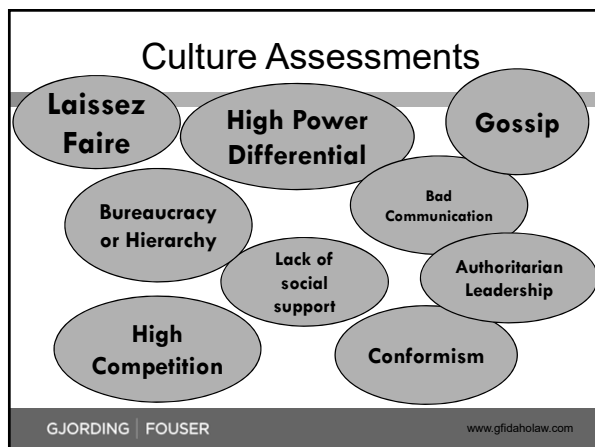 Culture Assessments
Laissez
Faire
High Power
Differential
Gossip
Bureaucracy
or Hierarchy
Bad
Communication
Lack of
social
support
Authoritarian
Leadership
High
Competition
Conformism
GJORDING | FOUSER
www.gfidaholaw.com